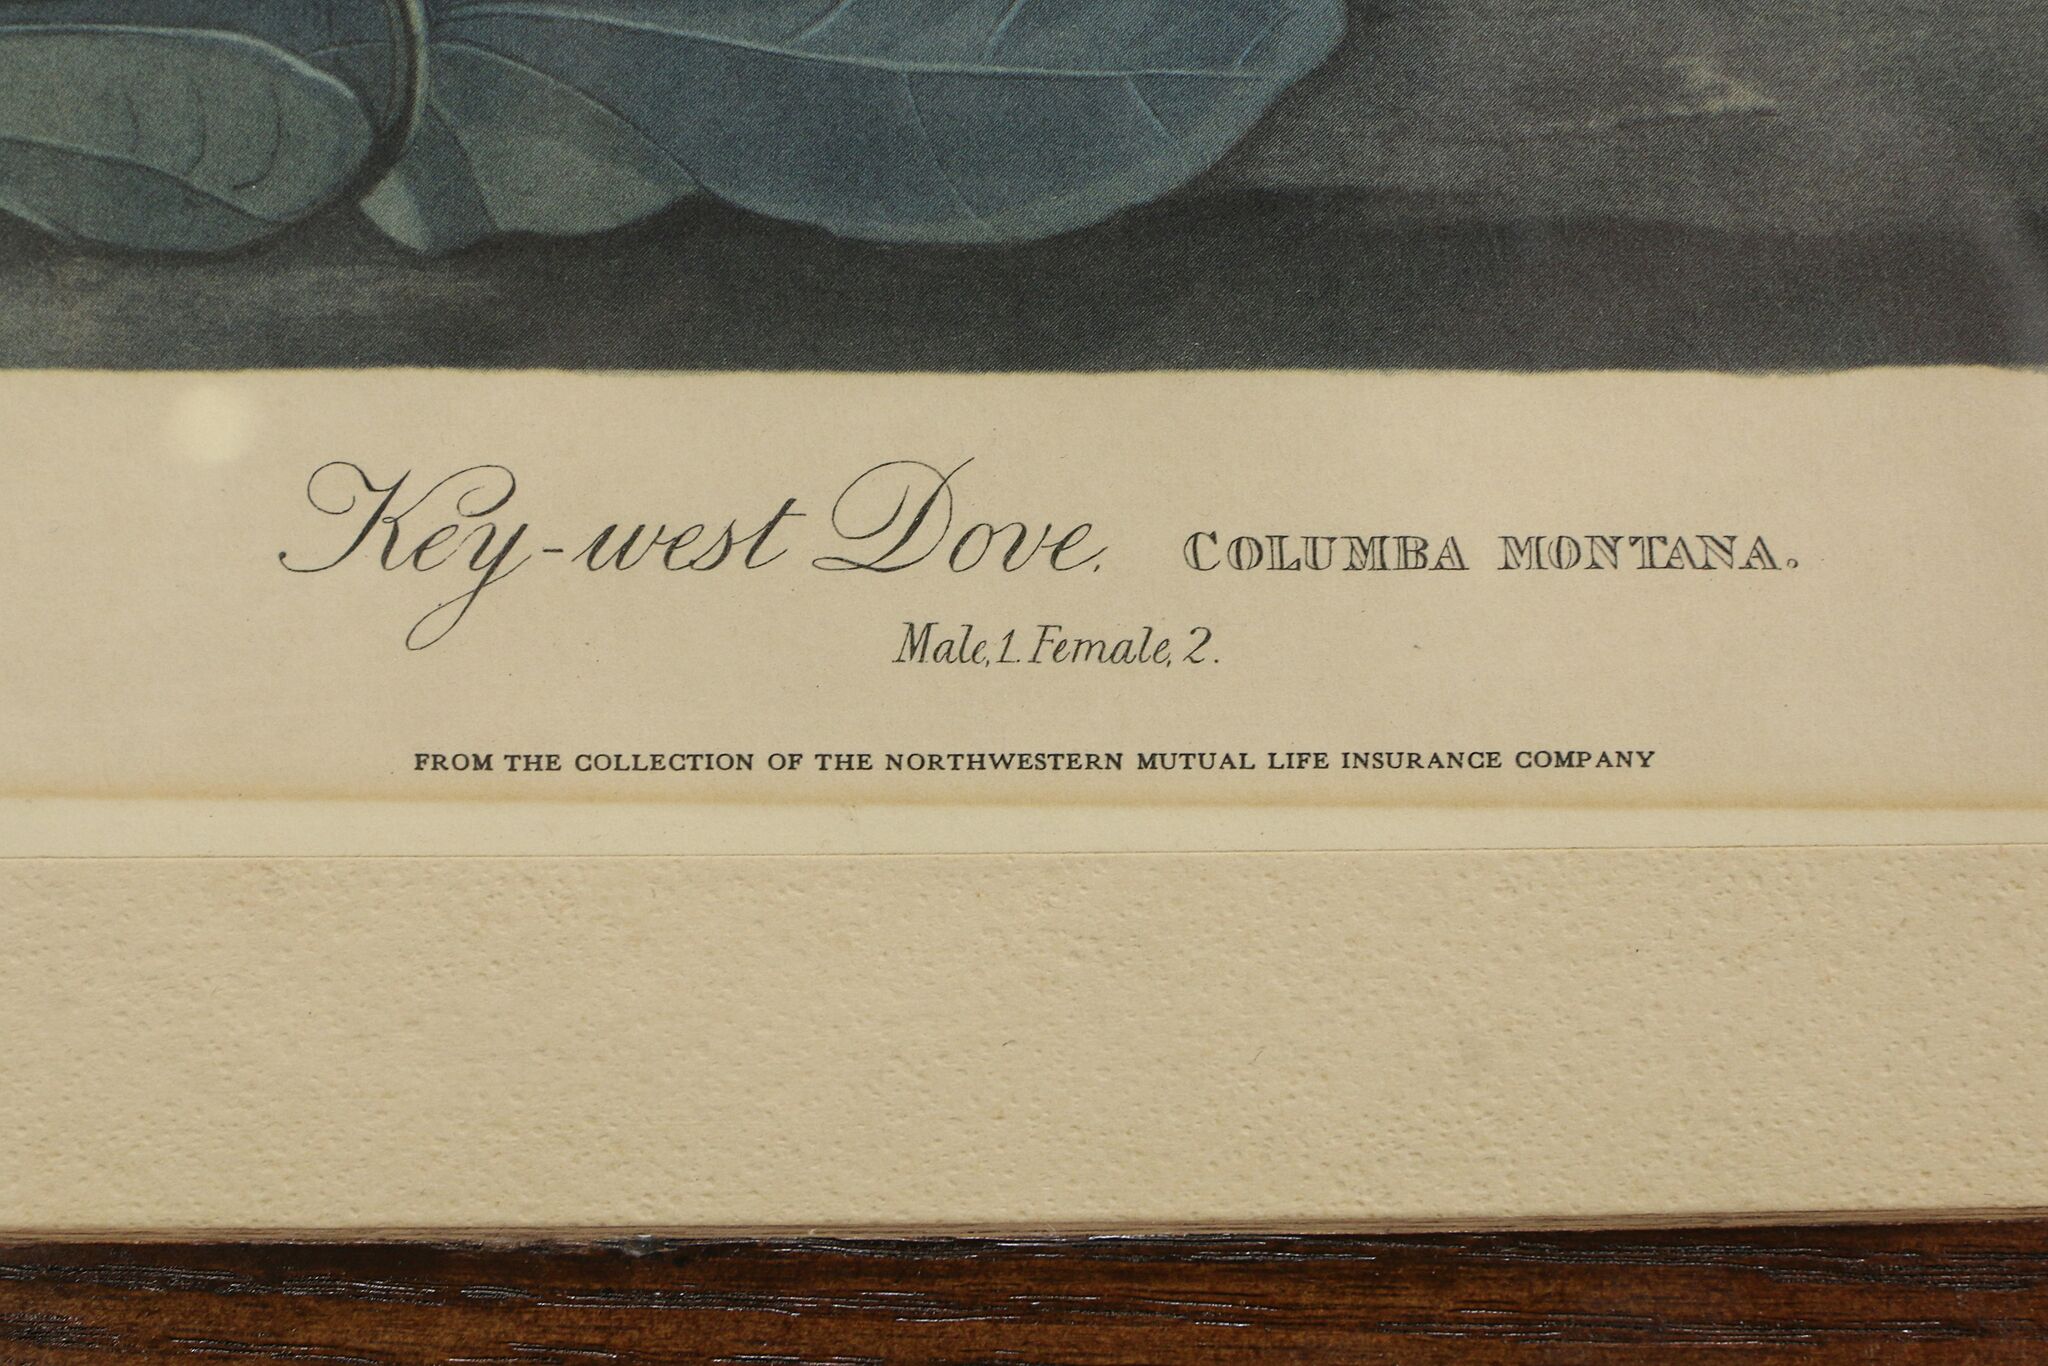 Key-west Dove. COLUMBA MONTANA.
Male, 1. Female, 2.
FROM THE COLLECTION OF THE NORTHWESTERN MUTUAL LIFE INSURANCE COMPANY